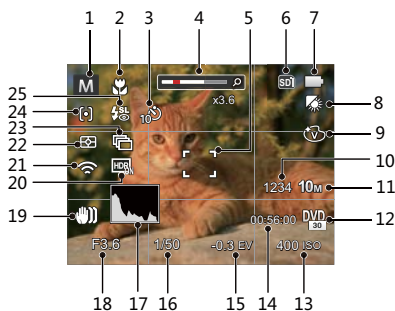 1 2 3 4 6 7
M SD
x3.6
25 SL 5 8
24 10
23 V 9
22 10
21 HDR ON 1234 10M 11
20
19 00:56:00 DVD 30 12
F3.6 1/50 -0.3 EV 400 ISO
18 17 16 15 14 13